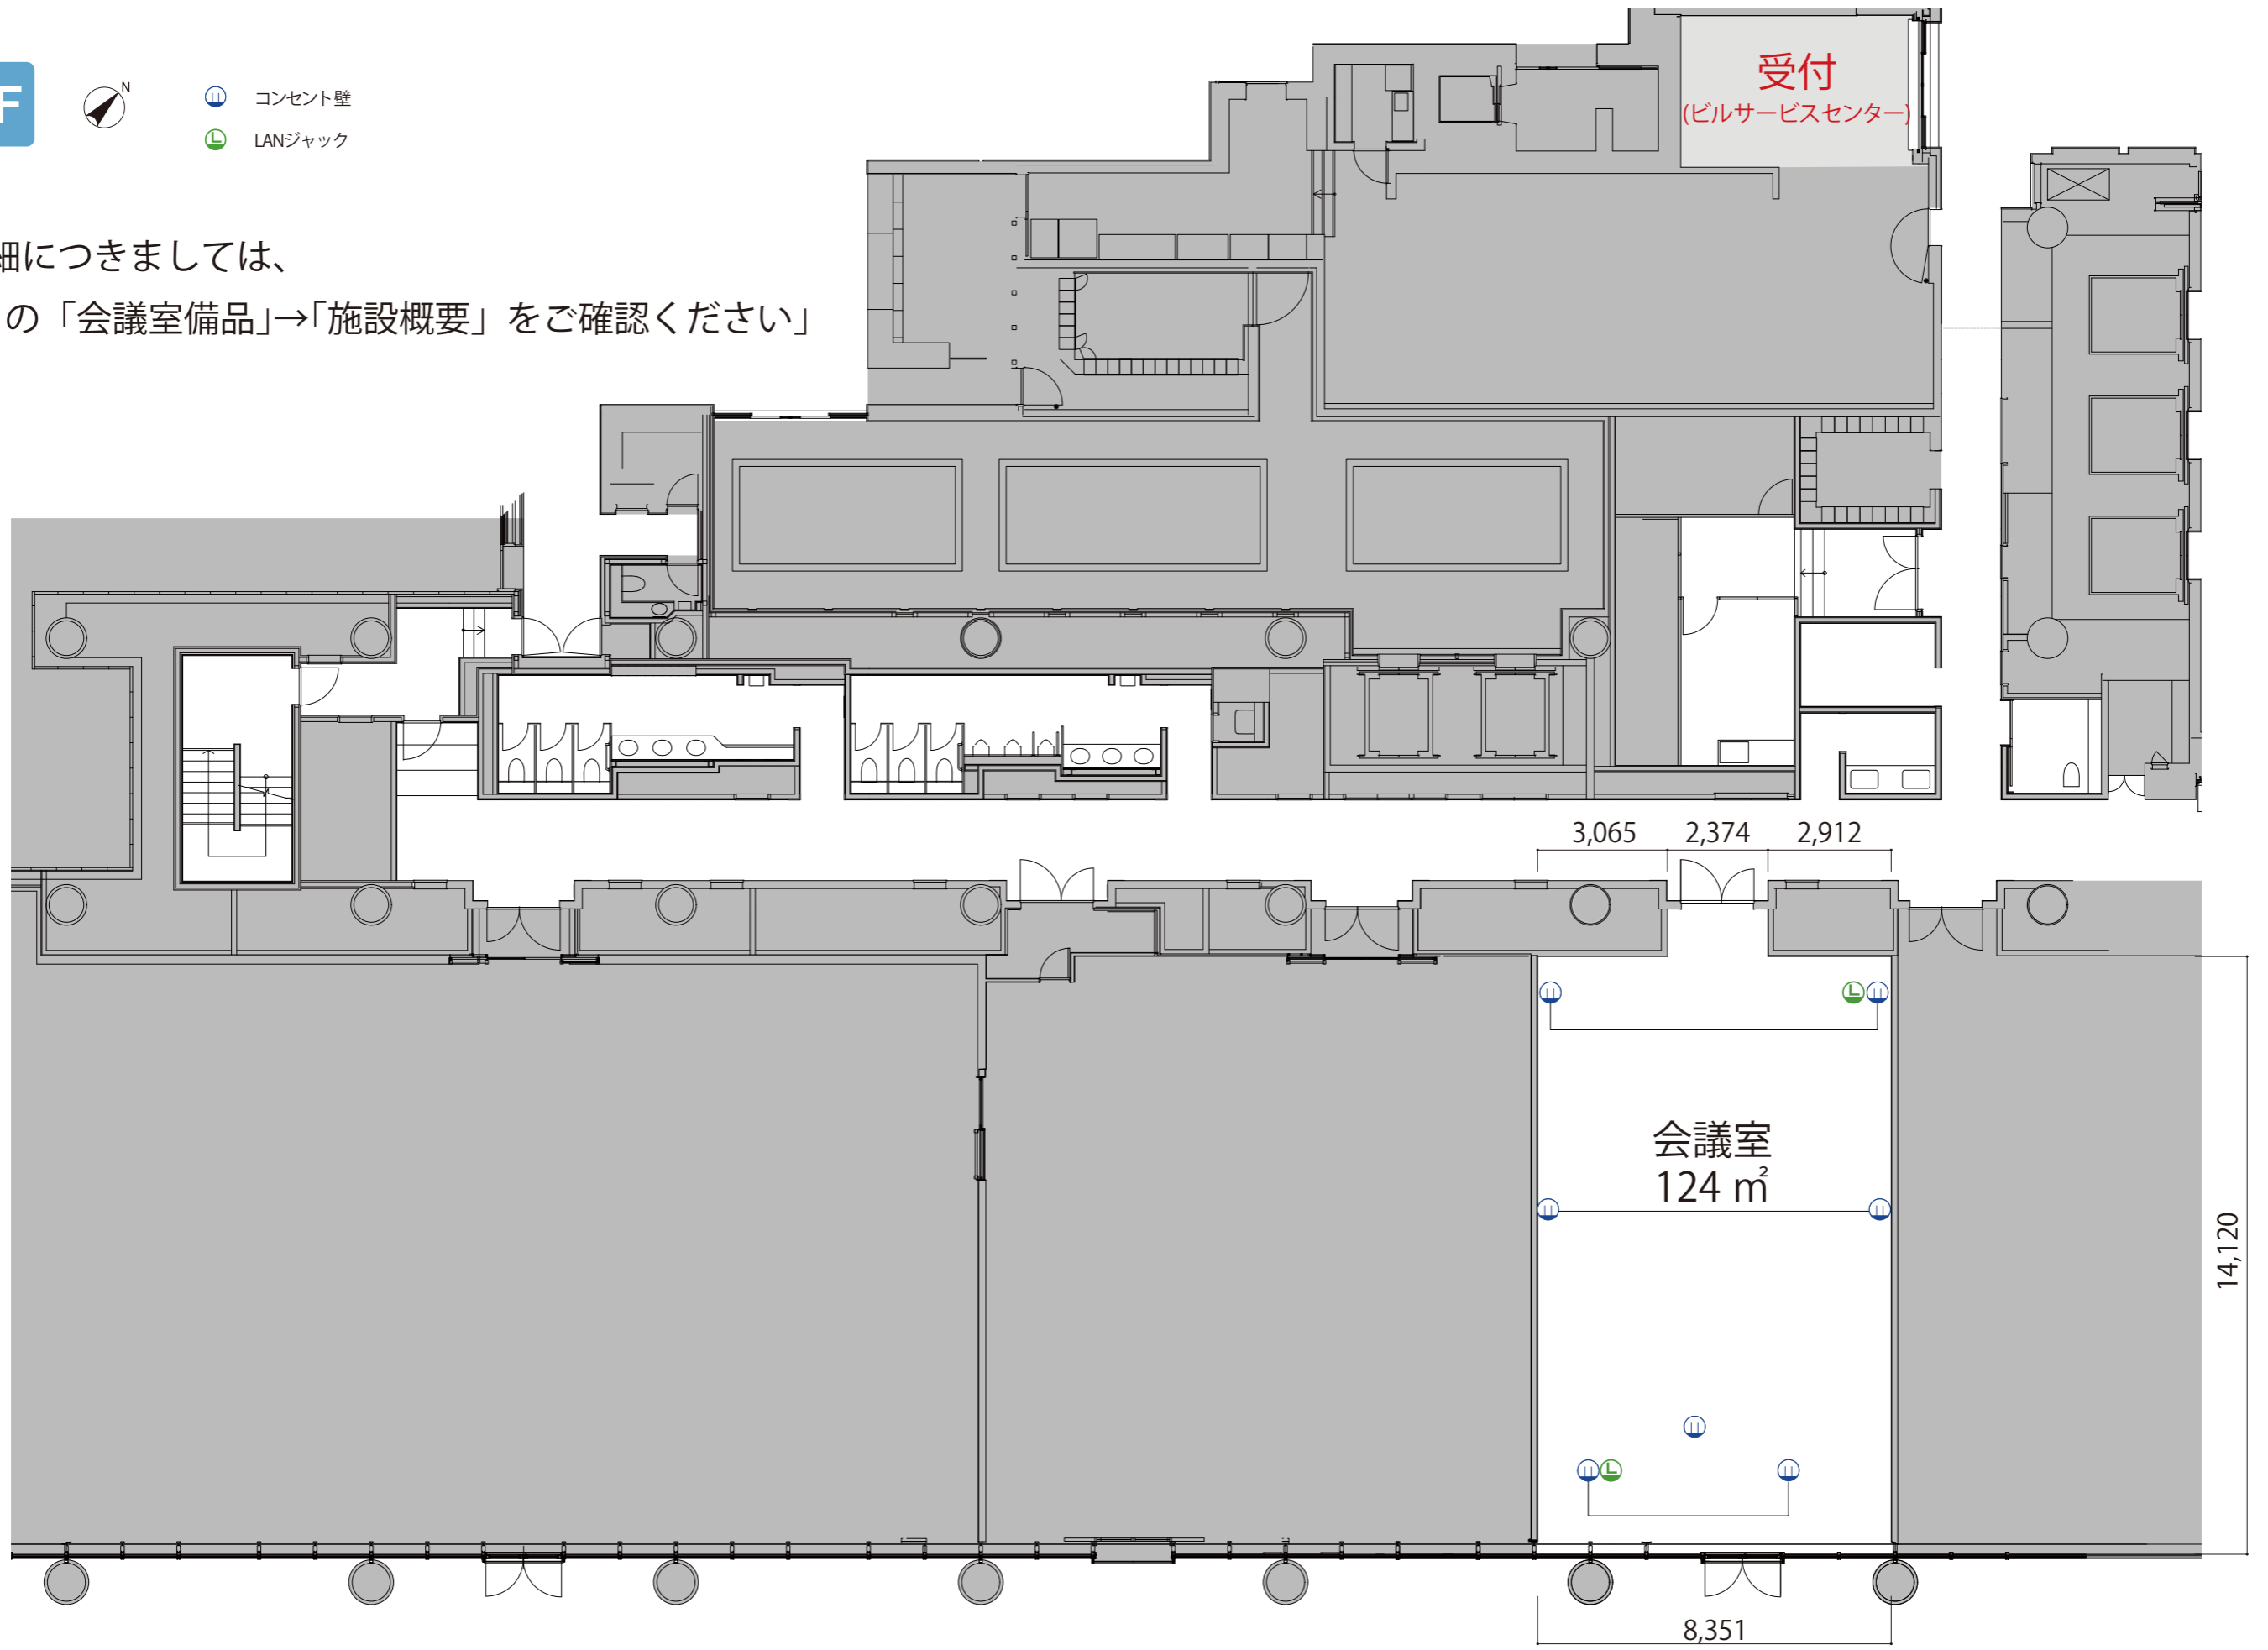 F
N
コンセント壁
LANジャック
細につきましては、
の「会議室備品」→「施設概要」をご確認ください」
受付
(ビルサービスセンター)
3,065 2,374 2,912
会議室
124 ㎡
14,120
8,351